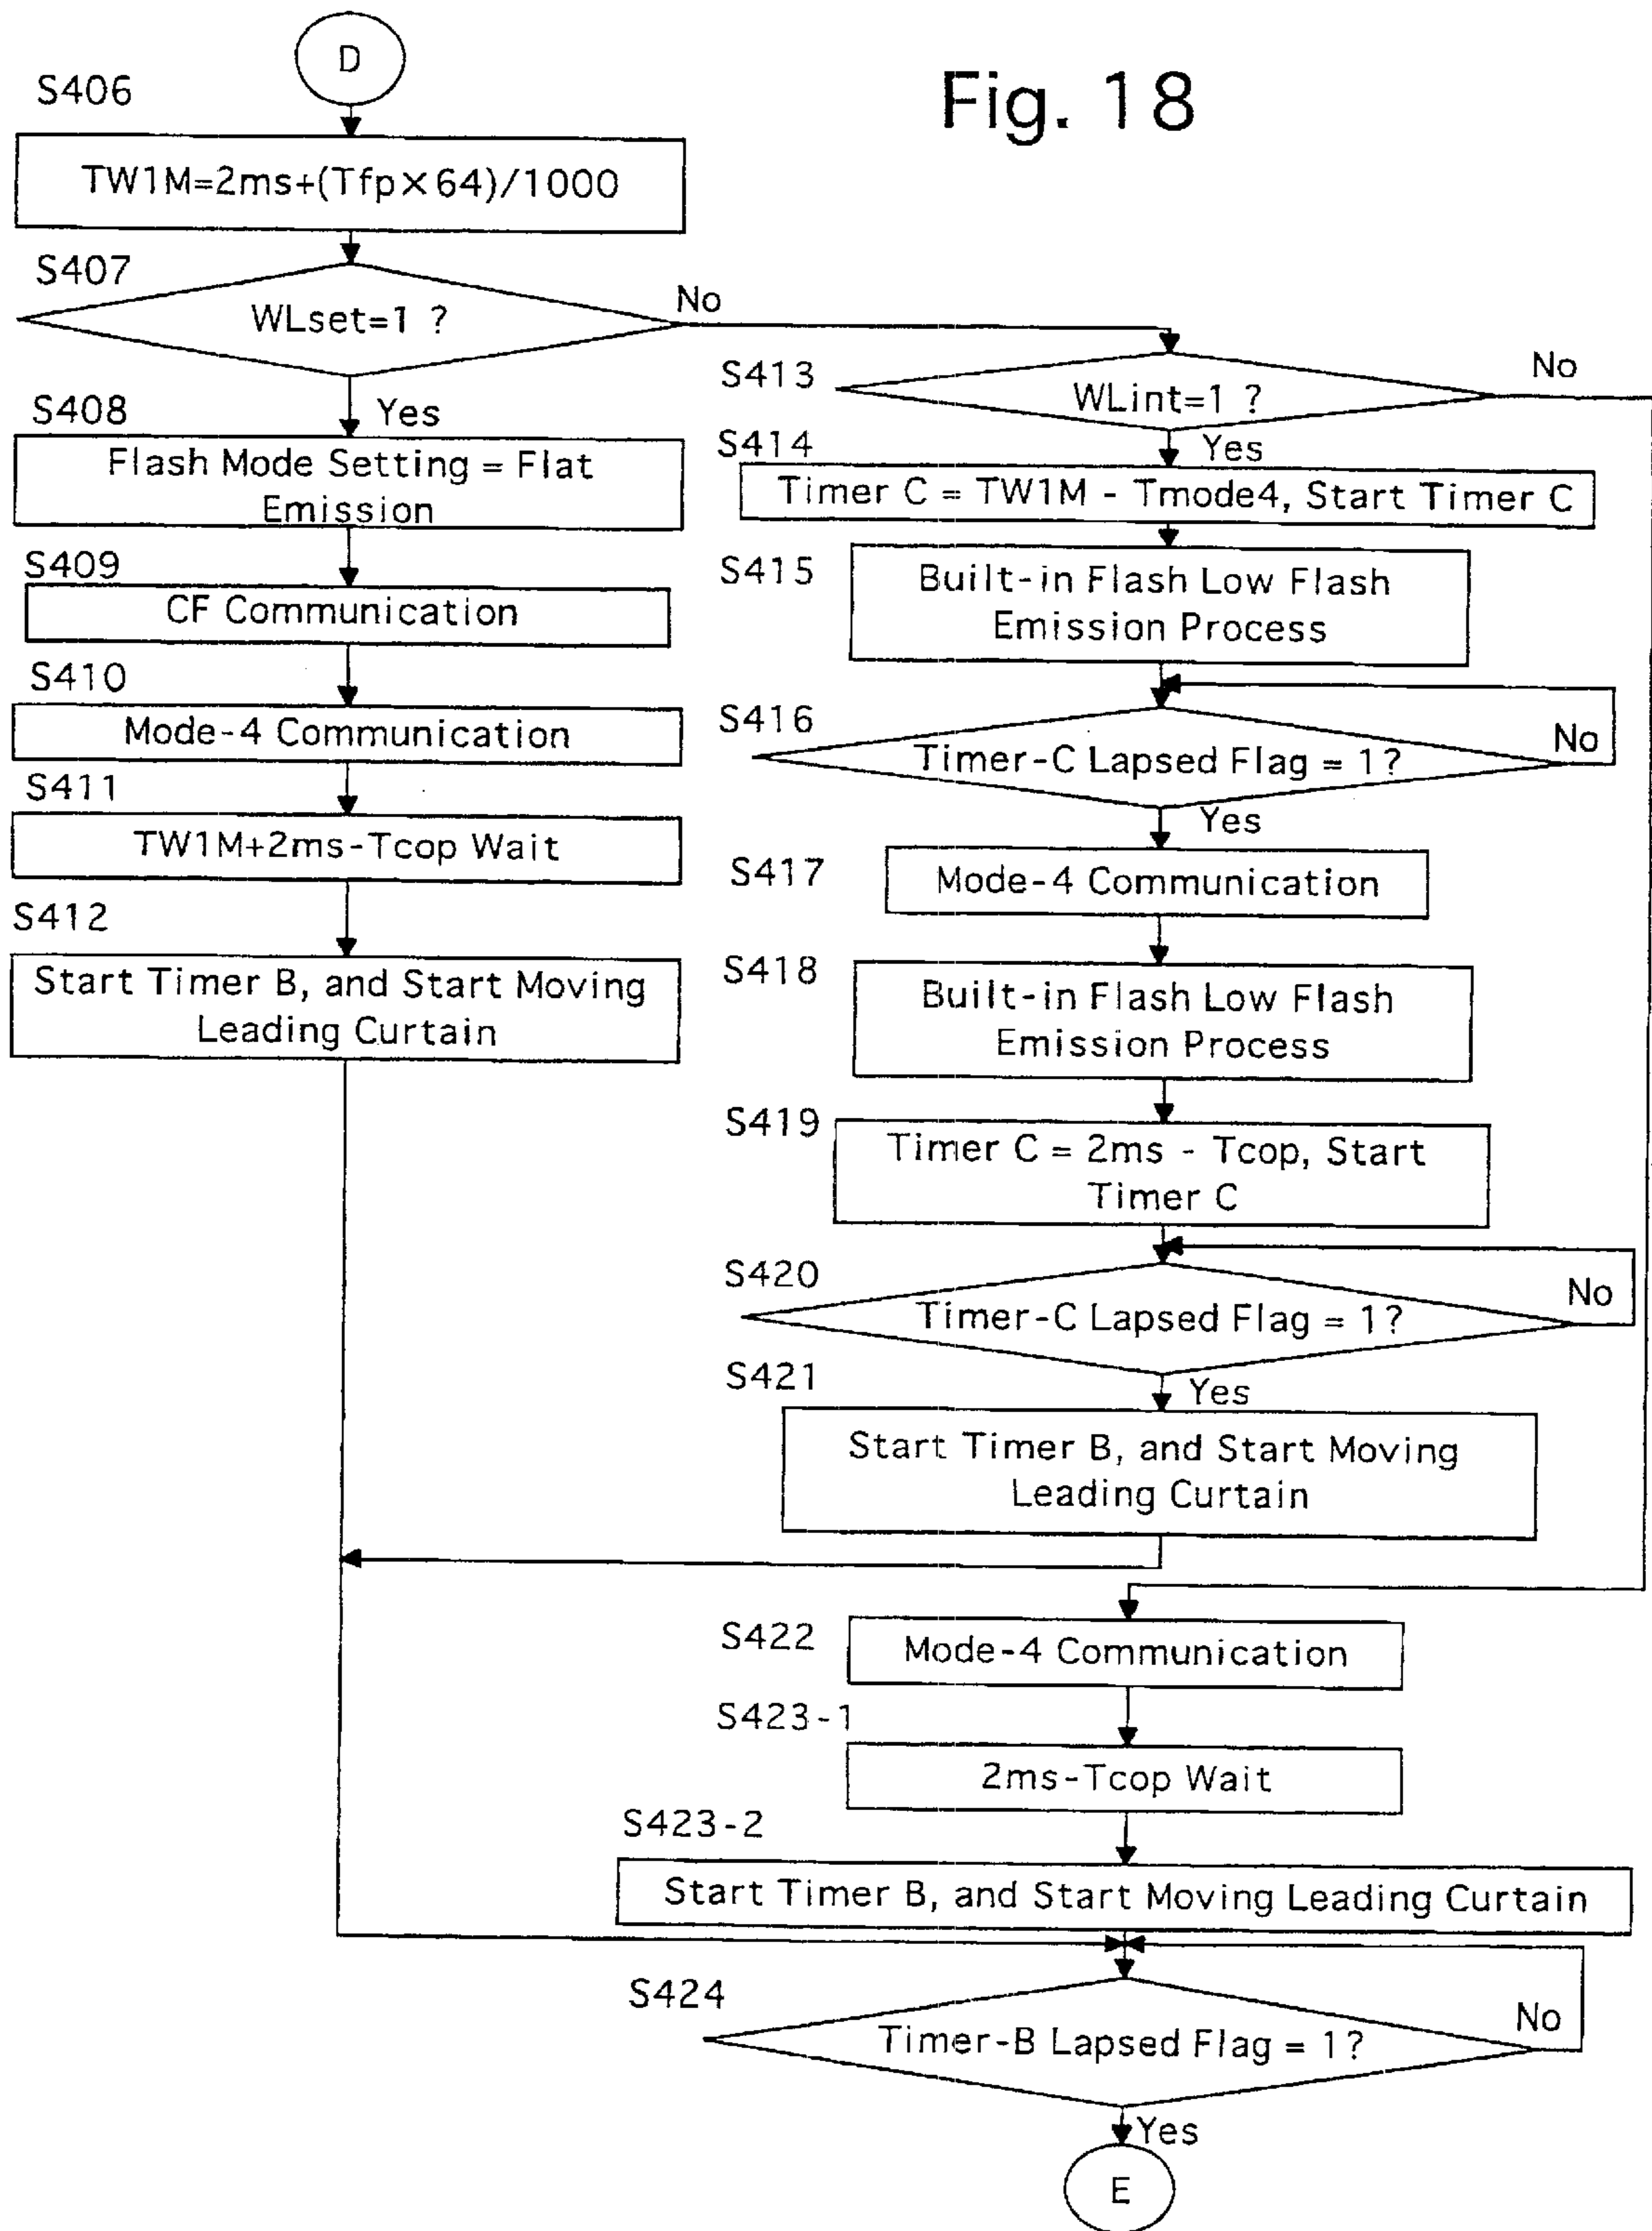 Fig. 18
D
S406
TW1M=2ms+(Tfp×64)/1000
S407
WLset=1 ?
No
Yes
S408
Flash Mode Setting = Flat
Emission
S409
CF Communication
S410
Mode-4 Communication
S411
TW1M+2ms-Tcop Wait
S412
Start Timer B, and Start Moving
Leading Curtain
S413
WLint=1 ?
No
Yes
S414
Timer C = TW1M - Tmode4, Start Timer C
S415
Built-in Flash Low Flash
Emission Process
S416
Timer-C Lapsed Flag = 1?
No
Yes
S417
Mode-4 Communication
S418
Built-in Flash Low Flash
Emission Process
S419
Timer C = 2ms - Tcop, Start
Timer C
S420
Timer-C Lapsed Flag = 1?
No
Yes
S421
Start Timer B, and Start Moving
Leading Curtain
S422
Mode-4 Communication
S423-1
2ms-Tcop Wait
S423-2
Start Timer B, and Start Moving Leading Curtain
S424
Timer-B Lapsed Flag = 1?
No
Yes
E